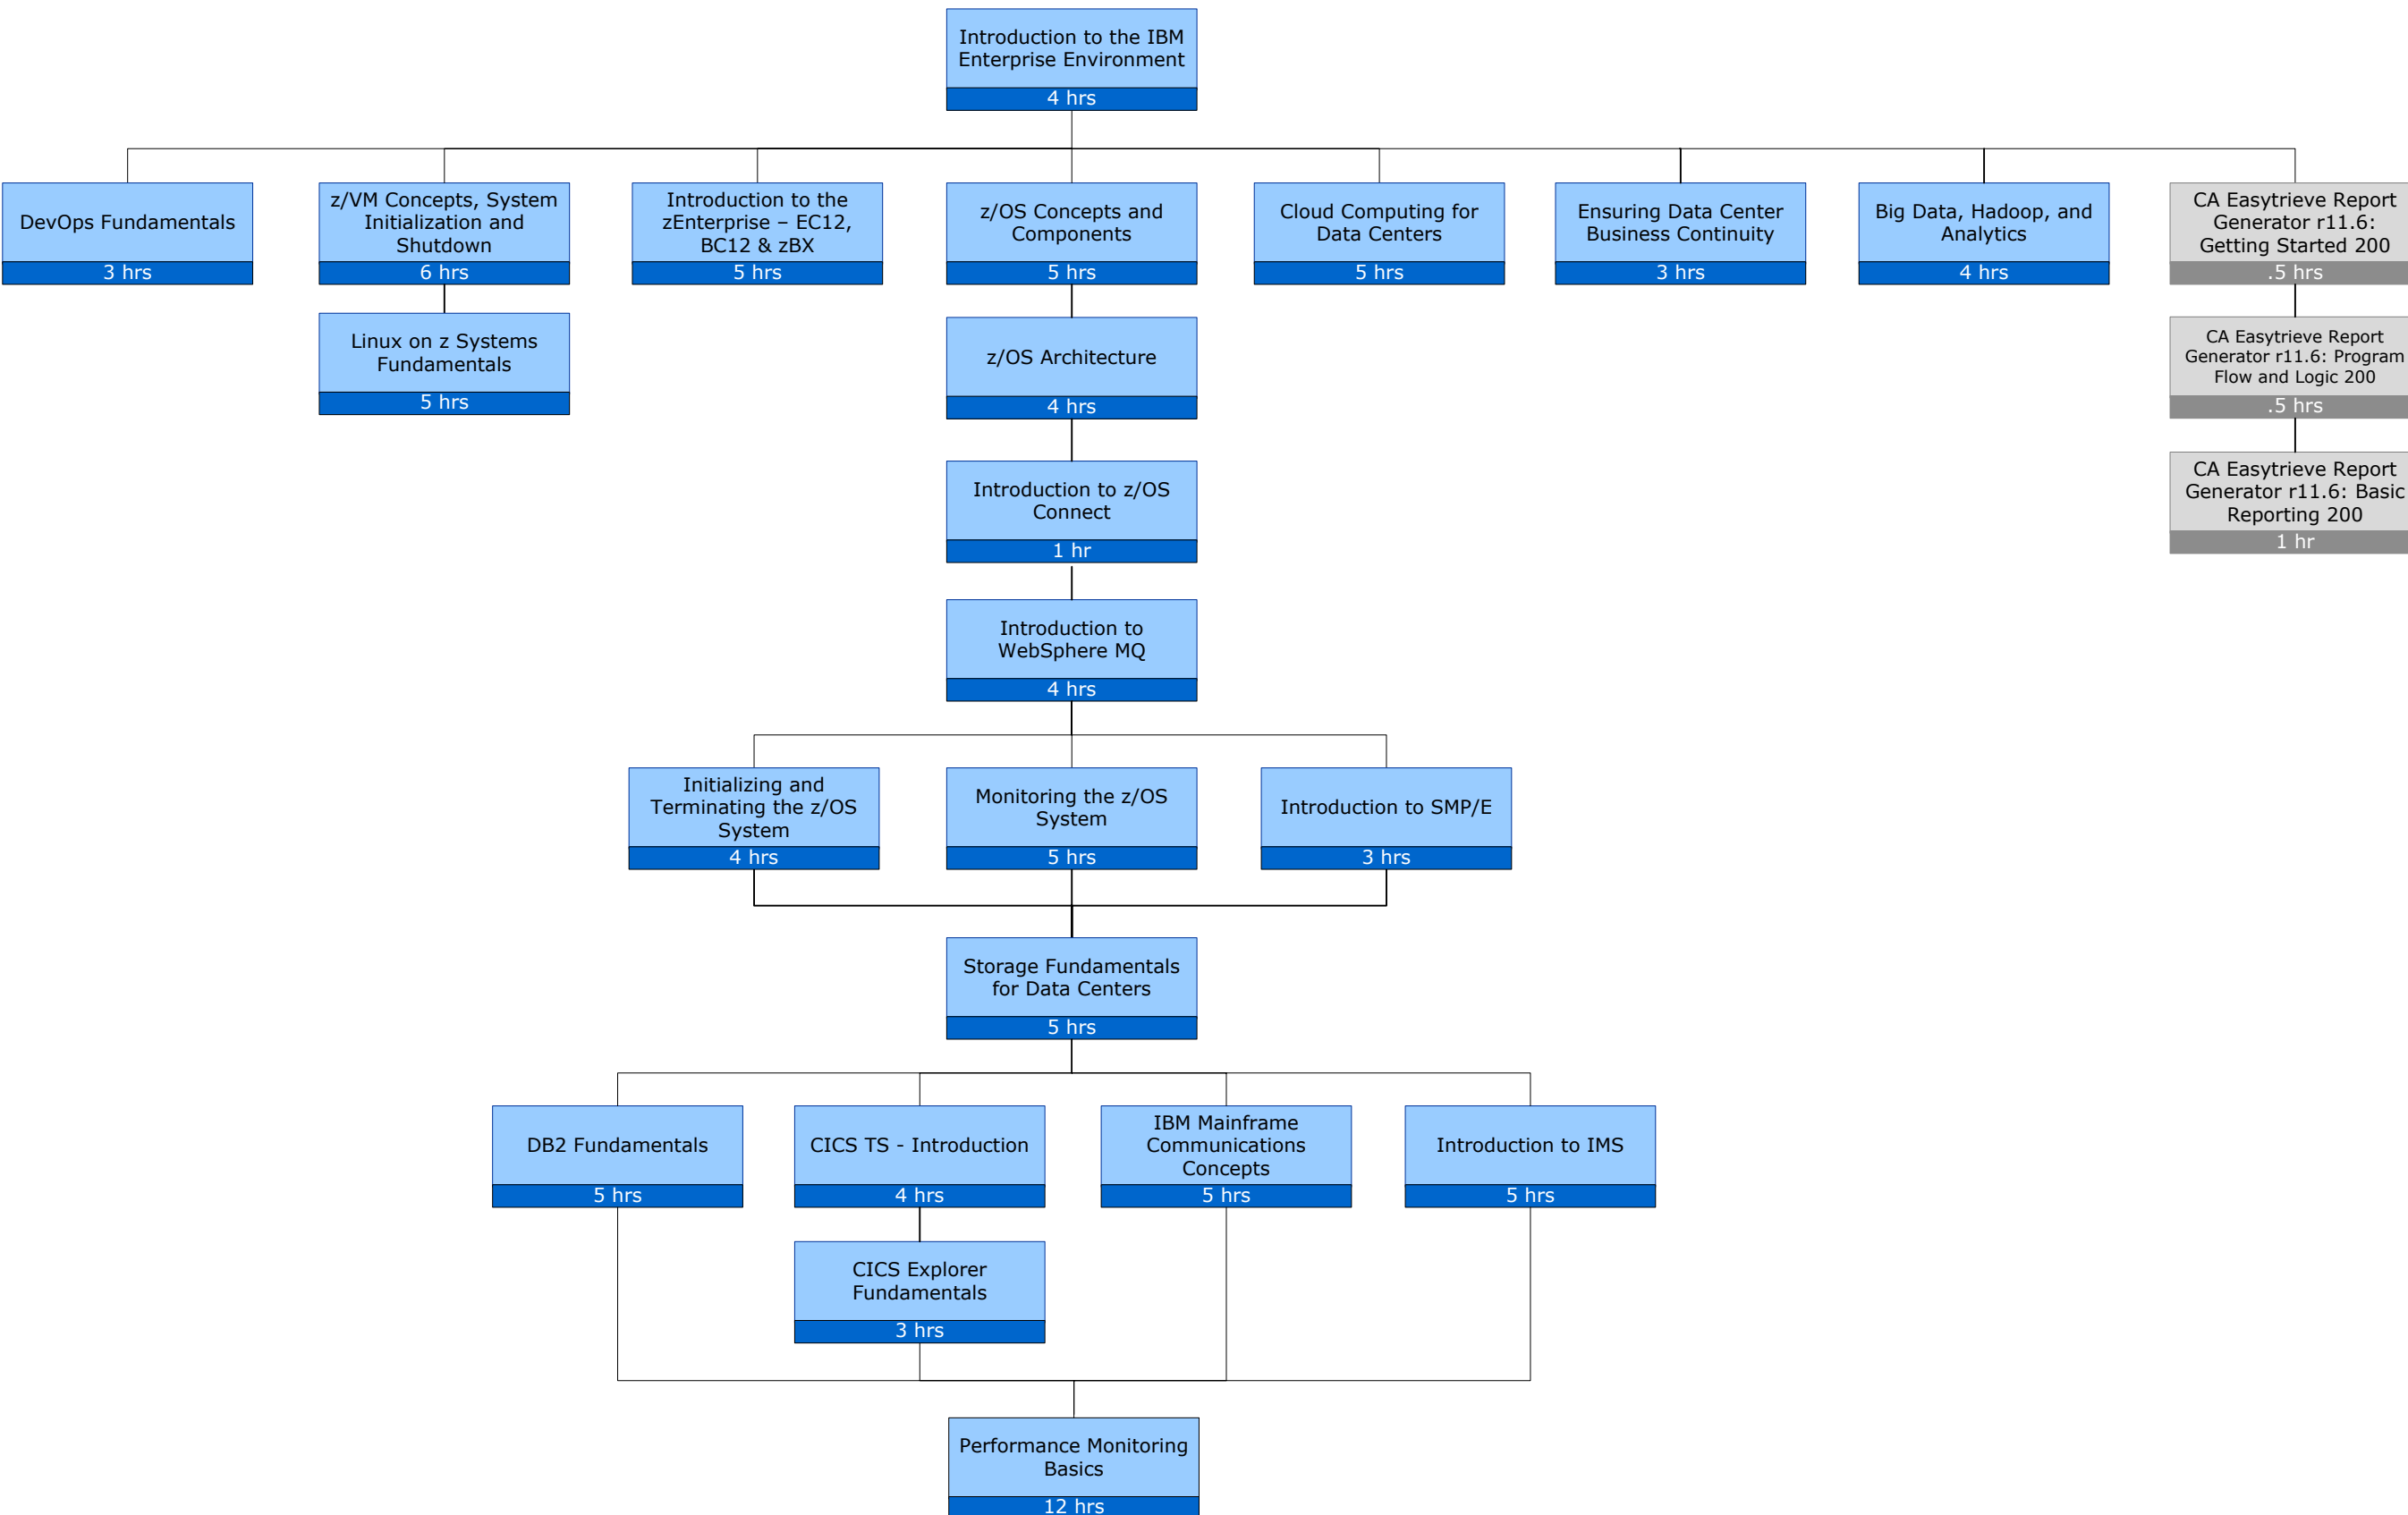 Introduction to the IBM
Enterprise Environment
4 hrs
DevOps Fundamentals
3 hrs
z/VM Concepts, System
Initialization and
Shutdown
6 hrs
Introduction to the
zEnterprise – EC12,
BC12 & zBX
5 hrs
z/OS Concepts and
Components
5 hrs
Cloud Computing for
Data Centers
5 hrs
Ensuring Data Center
Business Continuity
3 hrs
Big Data, Hadoop, and
Analytics
4 hrs
CA Easytrieve Report
Generator r11.6:
Getting Started 200
.5 hrs
Linux on z Systems
Fundamentals
5 hrs
z/OS Architecture
4 hrs
CA Easytrieve Report
Generator r11.6: Program
Flow and Logic 200
.5 hrs
Introduction to z/OS
Connect
1 hr
CA Easytrieve Report
Generator r11.6: Basic
Reporting 200
1 hr
Introduction to
WebSphere MQ
4 hrs
Initializing and
Terminating the z/OS
System
4 hrs
Monitoring the z/OS
System
5 hrs
Introduction to SMP/E
3 hrs
Storage Fundamentals
for Data Centers
5 hrs
DB2 Fundamentals
5 hrs
CICS TS - Introduction
4 hrs
IBM Mainframe
Communications
Concepts
5 hrs
Introduction to IMS
5 hrs
CICS Explorer
Fundamentals
3 hrs
Performance Monitoring
Basics
12 hrs